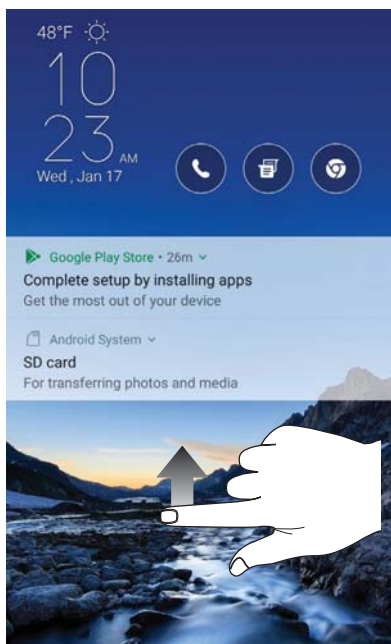 48°F
10
23 AM
Wed , Jan 17
Google Play Store • 26m
Complete setup by installing apps
Get the most out of your device
Android System
SD card
For transferring photos and media